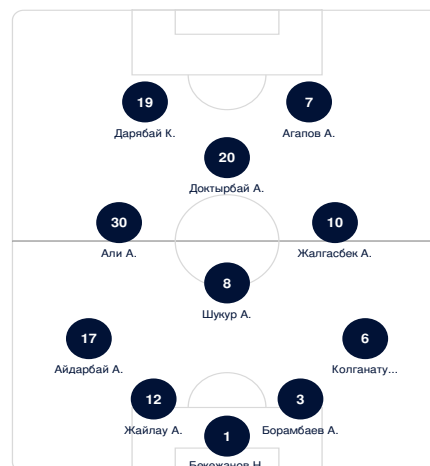 19
7
Дарябай К.
Агапов А.
20
Доктырбай А.
30
10
Али А.
Жалгасбек А.
8
Шукур А.
17
6
Айдарбай А.
Колганату...
12
3
Жайлау А.
Борамбаев А.
1
Бекежанов Н.